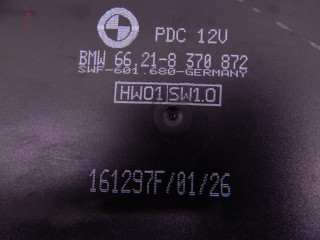 PDC 12V
BMW 66.21-8 370 872
SWF-601.680-GERMANY
HW01 SW1.0
161297F/01/26